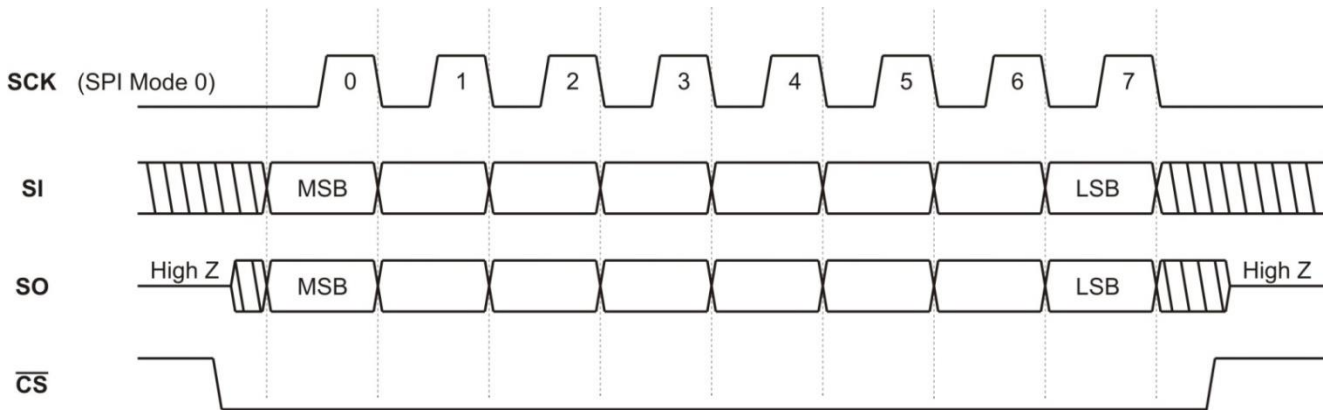 SCK (SPI Mode 0) 0 1 2 3 4 5 6 7
SI MSB LSB
High Z High Z
SO MSB LSB
CS